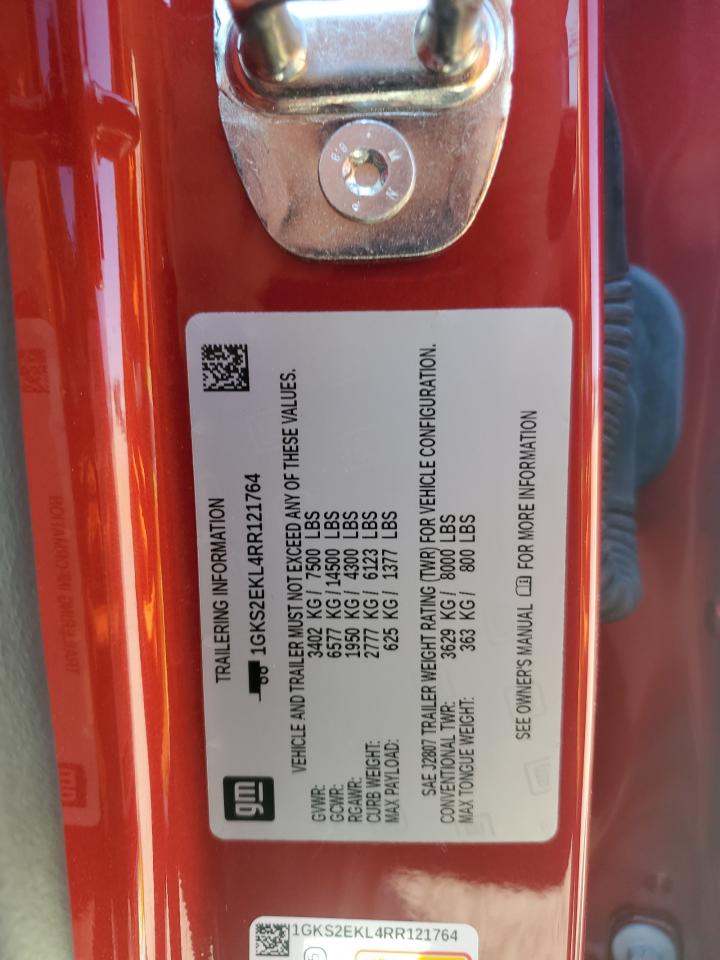 8.8
M
gm
TRAILERING INFORMATION
1GKS2EKL4RR121764
VEHICLE AND TRAILER MUST NOT EXCEED ANY OF THESE VALUES.
GVWR: 3402 KG / 7500 LBS
GCWR: 6577 KG / 14500 LBS
RGAWR: 1950 KG / 4300 LBS
CURB WEIGHT: 2777 KG / 6123 LBS
MAX PAYLOAD: 625 KG / 1377 LBS
SAE J2807 TRAILER WEIGHT RATING (TWR) FOR VEHICLE CONFIGURATION.
CONVENTIONAL TWR: 3629 KG / 8000 LBS
MAX TONGUE WEIGHT: 363 KG / 800 LBS
SEE OWNER'S MANUAL FOR MORE INFORMATION
1GKS2EKL4RR121764